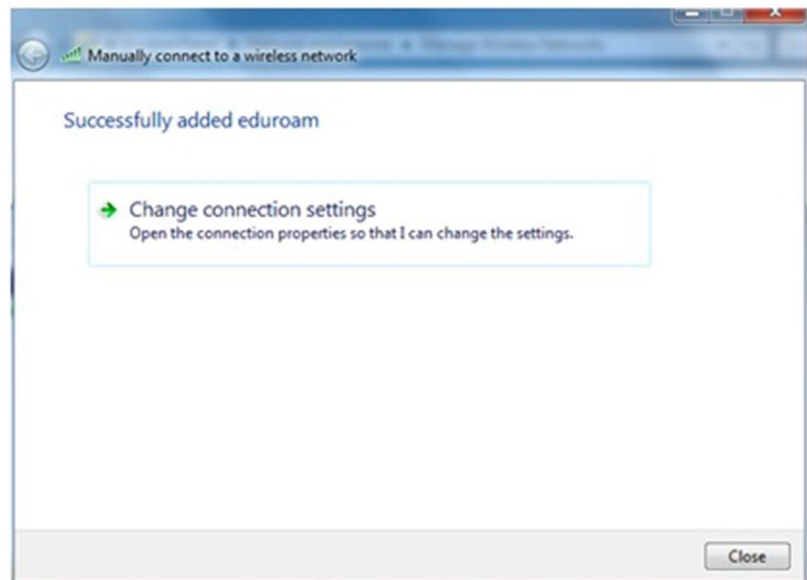 Manually connect to a wireless network
Successfully added eduroam
Change connection settings
Open the connection properties so that I can change the settings.
Close